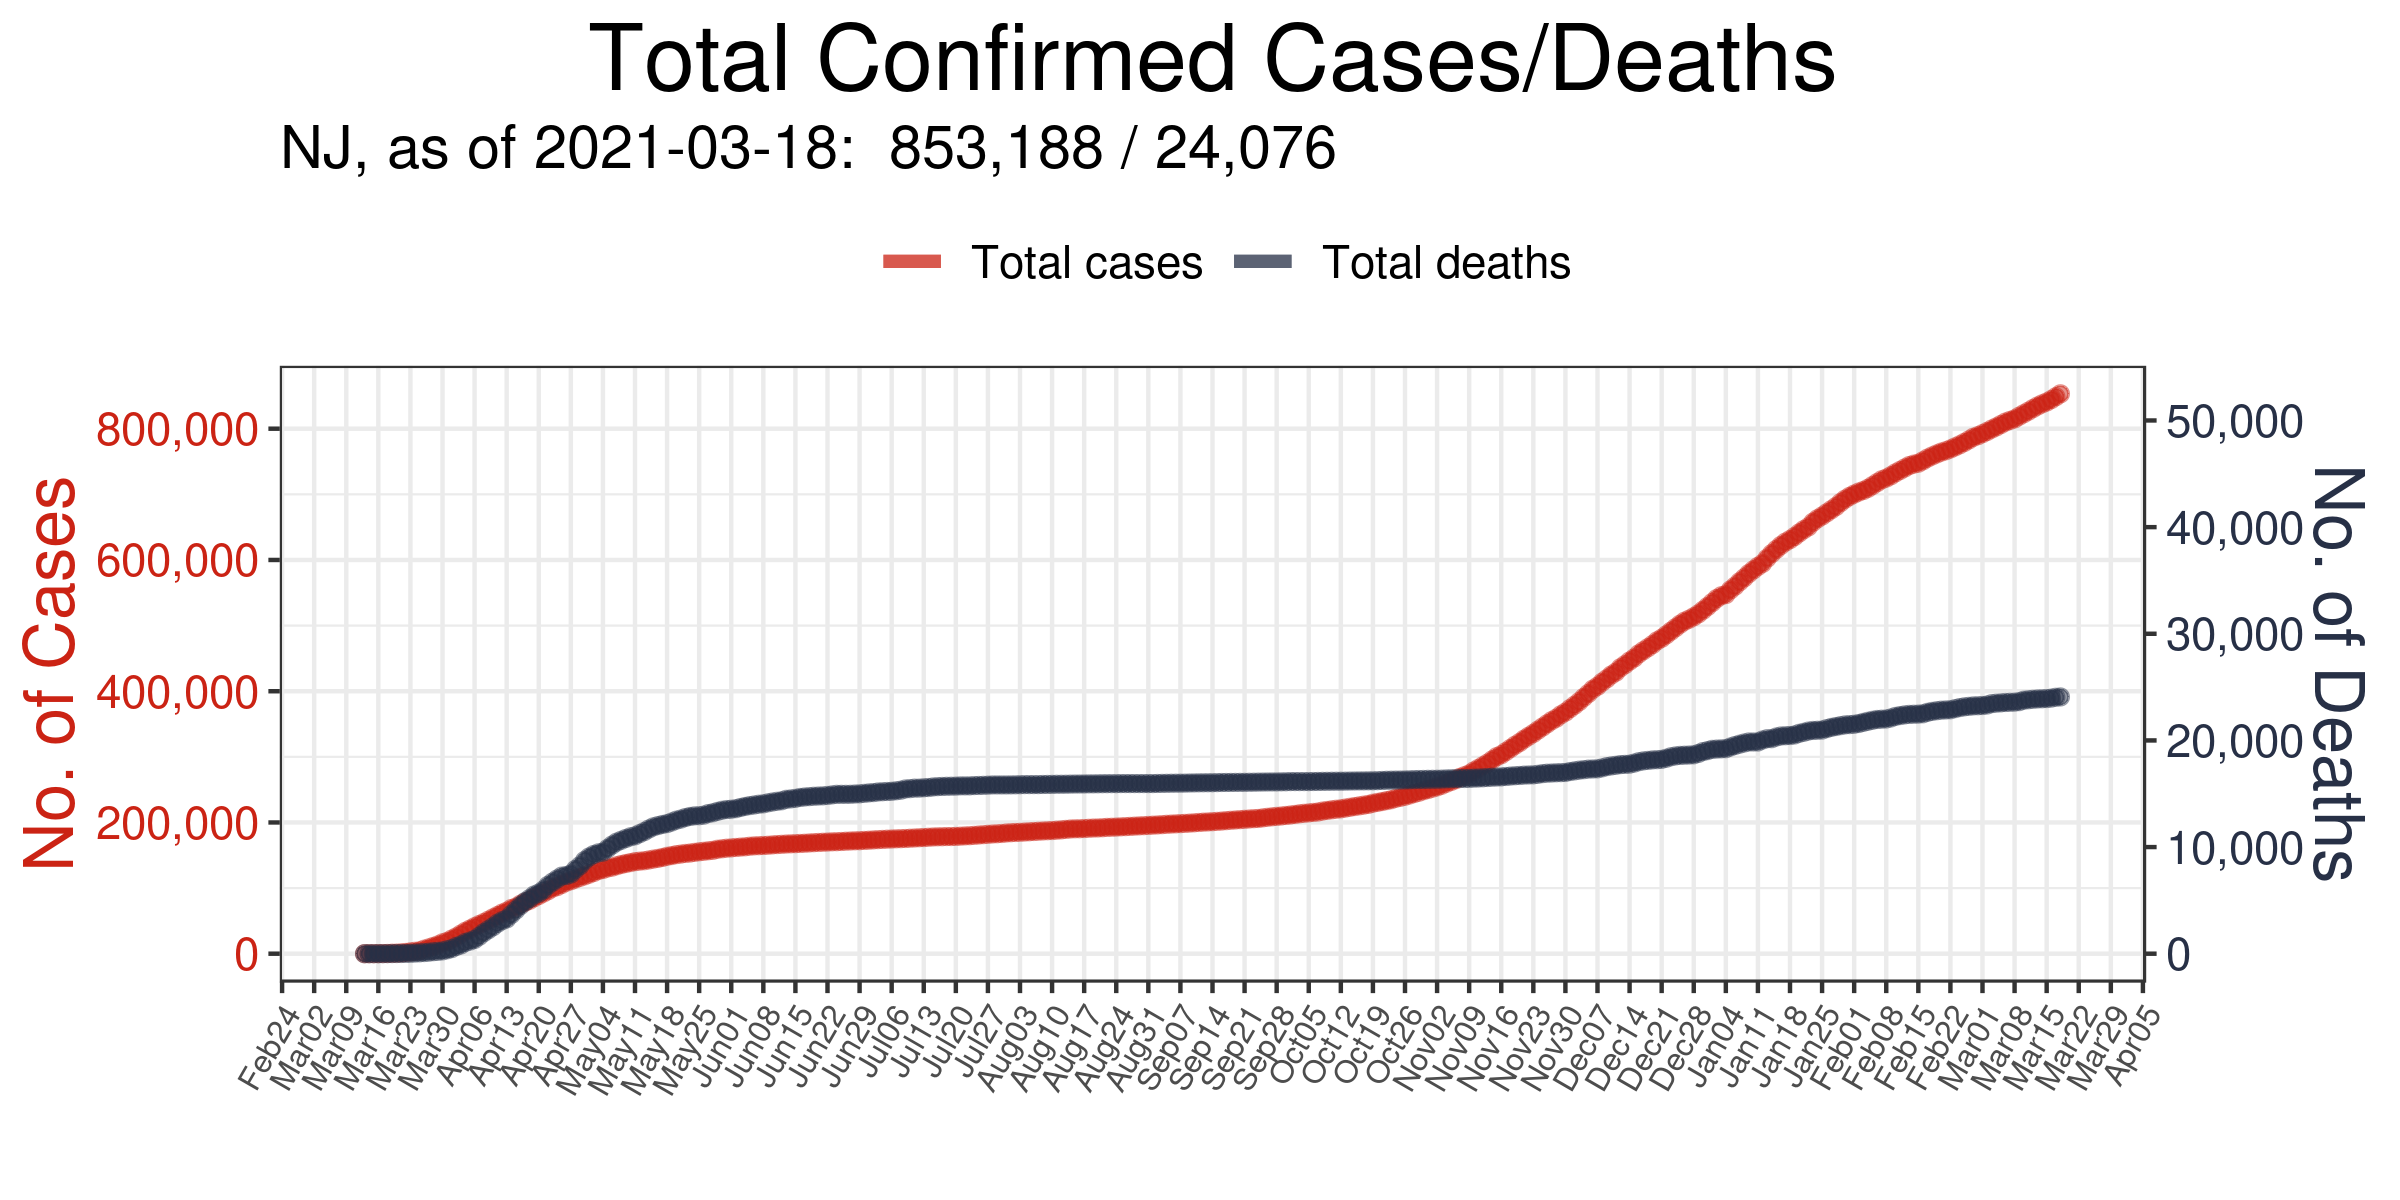 Total Confirmed Cases/Deaths
NJ, as of 2021-03-18:  853,188 / 24,076
Total cases
Total deaths
No. of Cases
800,000
600,000
400,000
200,000
0
50,000
40,000
30,000
20,000
10,000
0
No. of Deaths
Feb24
Mar02
Mar09
Mar16
Mar23
Mar30
Apr06
Apr13
Apr20
Apr27
May04
May11
May18
May25
Jun01
Jun08
Jun15
Jun22
Jun29
Jul06
Jul13
Jul20
Jul27
Aug03
Aug10
Aug17
Aug24
Aug31
Sep07
Sep14
Sep21
Sep28
Oct05
Oct12
Oct19
Oct26
Nov02
Nov09
Nov16
Nov23
Nov30
Dec07
Dec14
Dec21
Dec28
Jan04
Jan11
Jan18
Jan25
Feb01
Feb08
Feb15
Feb22
Mar01
Mar08
Mar15
Mar22
Mar29
Apr05